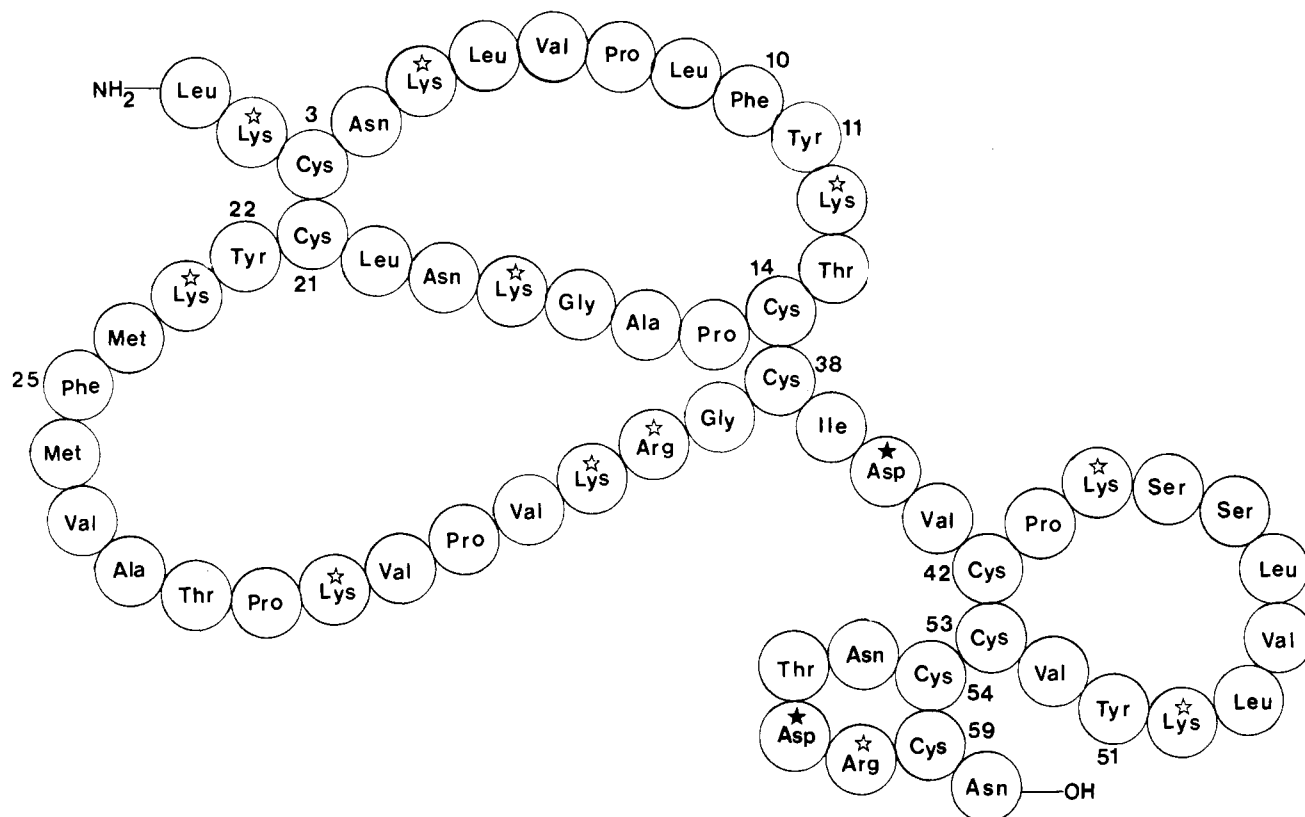 NH2
Leu
Lys
3
Cys
Asn
Lys
Leu
Val
Pro
Leu
10
Phe
Tyr
11
Lys
Thr
14
Cys
Pro
Ala
Gly
Lys
Asn
Leu
Cys
21
22
Tyr
Lys
Met
25
Phe
Met
Val
Ala
Thr
Pro
Lys
Val
Pro
Val
Lys
Arg
Gly
Cys
38
Ile
Asp
Val
42
Cys
Pro
Lys
Ser
Ser
Leu
Val
Leu
Lys
Tyr
51
Val
53
Cys
Cys
54
Asn
Thr
Asp
Arg
Cys
59
Asn
OH